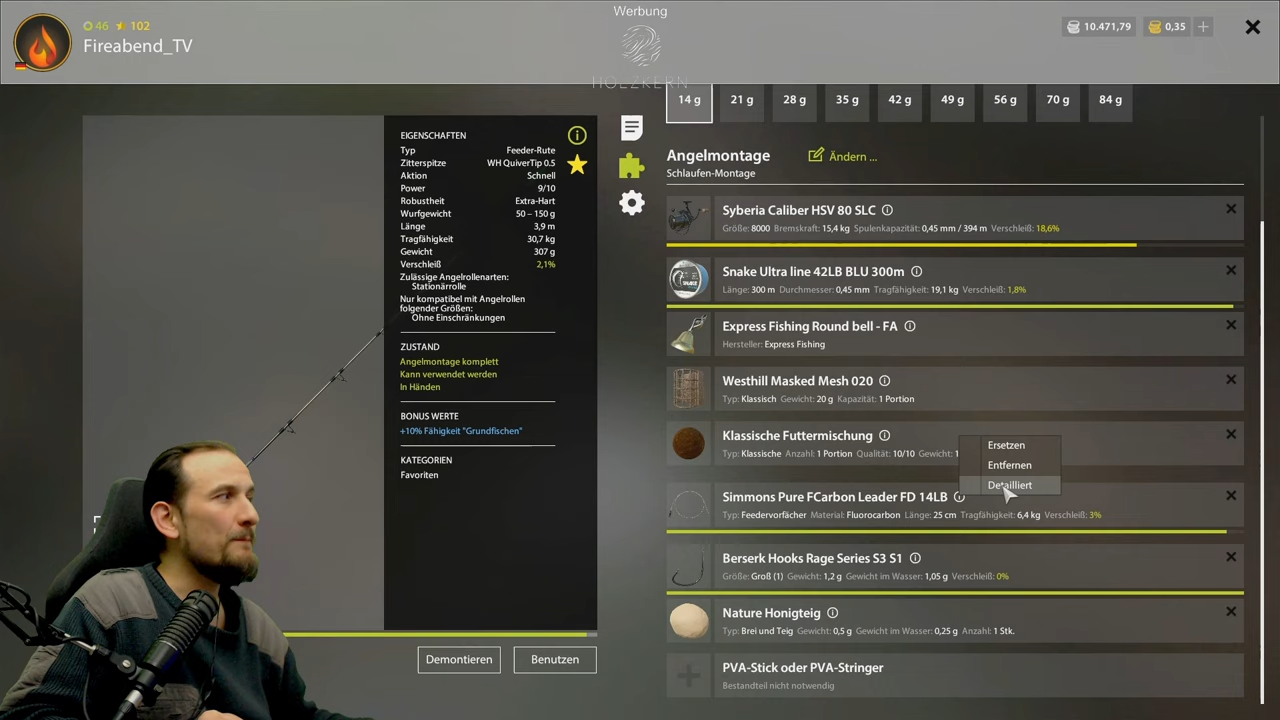 46 102
Fireabend_TV
Werbung
HOLZKERN
10.471,79
0,35
14 g
21 g
28 g
35 g
42 g
49 g
56 g
70 g
84 g
EIGENSCHAFTEN
Typ Feeder-Rute
Zitterspitze WH QuiverTip 0.5
Aktion Schnell
Power 9/10
Robustheit Extra-Hart
Wurfgewicht 50 – 150 g
Länge 3,9 m
Tragfähigkeit 30,7 kg
Gewicht 307 g
Verschleiß 2,1%
Zulässige Angelrollenarten:
Stationärrolle
Nur kompatibel mit Angelrollen
folgender Größen:
Ohne Einschränkungen
ZUSTAND
Angelmontage komplett
Kann verwendet werden
In Händen
BONUS WERTE
+10% Fähigkeit "Grundfischen"
KATEGORIEN
Favoriten
Demontieren
Benutzen
Angelmontage
Ändern ...
Schlaufen-Montage
Syberia Caliber HSV 80 SLC
Größe: 8000 Bremskraft: 15,4 kg Spulenkapazität: 0,45 mm / 394 m Verschleiß: 18,6%
Snake Ultra line 42LB BLU 300m
Länge: 300 m Durchmesser: 0,45 mm Tragfähigkeit: 19,1 kg Verschleiß: 1,8%
Express Fishing Round bell - FA
Hersteller: Express Fishing
Westhill Masked Mesh 020
Typ: Klassisch Gewicht: 20 g Kapazität: 1 Portion
Klassische Futtermischung
Typ: Klassische Anzahl: 1 Portion Qualität: 10/10 Gewicht: 1
Ersetzen
Entfernen
Detailliert
Simmons Pure FCarbon Leader FD 14LB
Typ: Feedervorfächer Material: Fluorocarbon Länge: 25 cm Tragfähigkeit: 6,4 kg Verschleiß: 3%
Berserk Hooks Rage Series S3 S1
Größe: Groß (1) Gewicht: 1,2 g Gewicht im Wasser: 1,05 g Verschleiß: 0%
Nature Honigteig
Typ: Brei und Teig Gewicht: 0,5 g Gewicht im Wasser: 0,25 g Anzahl: 1 Stk.
PVA-Stick oder PVA-Stringer
Bestandteil nicht notwendig